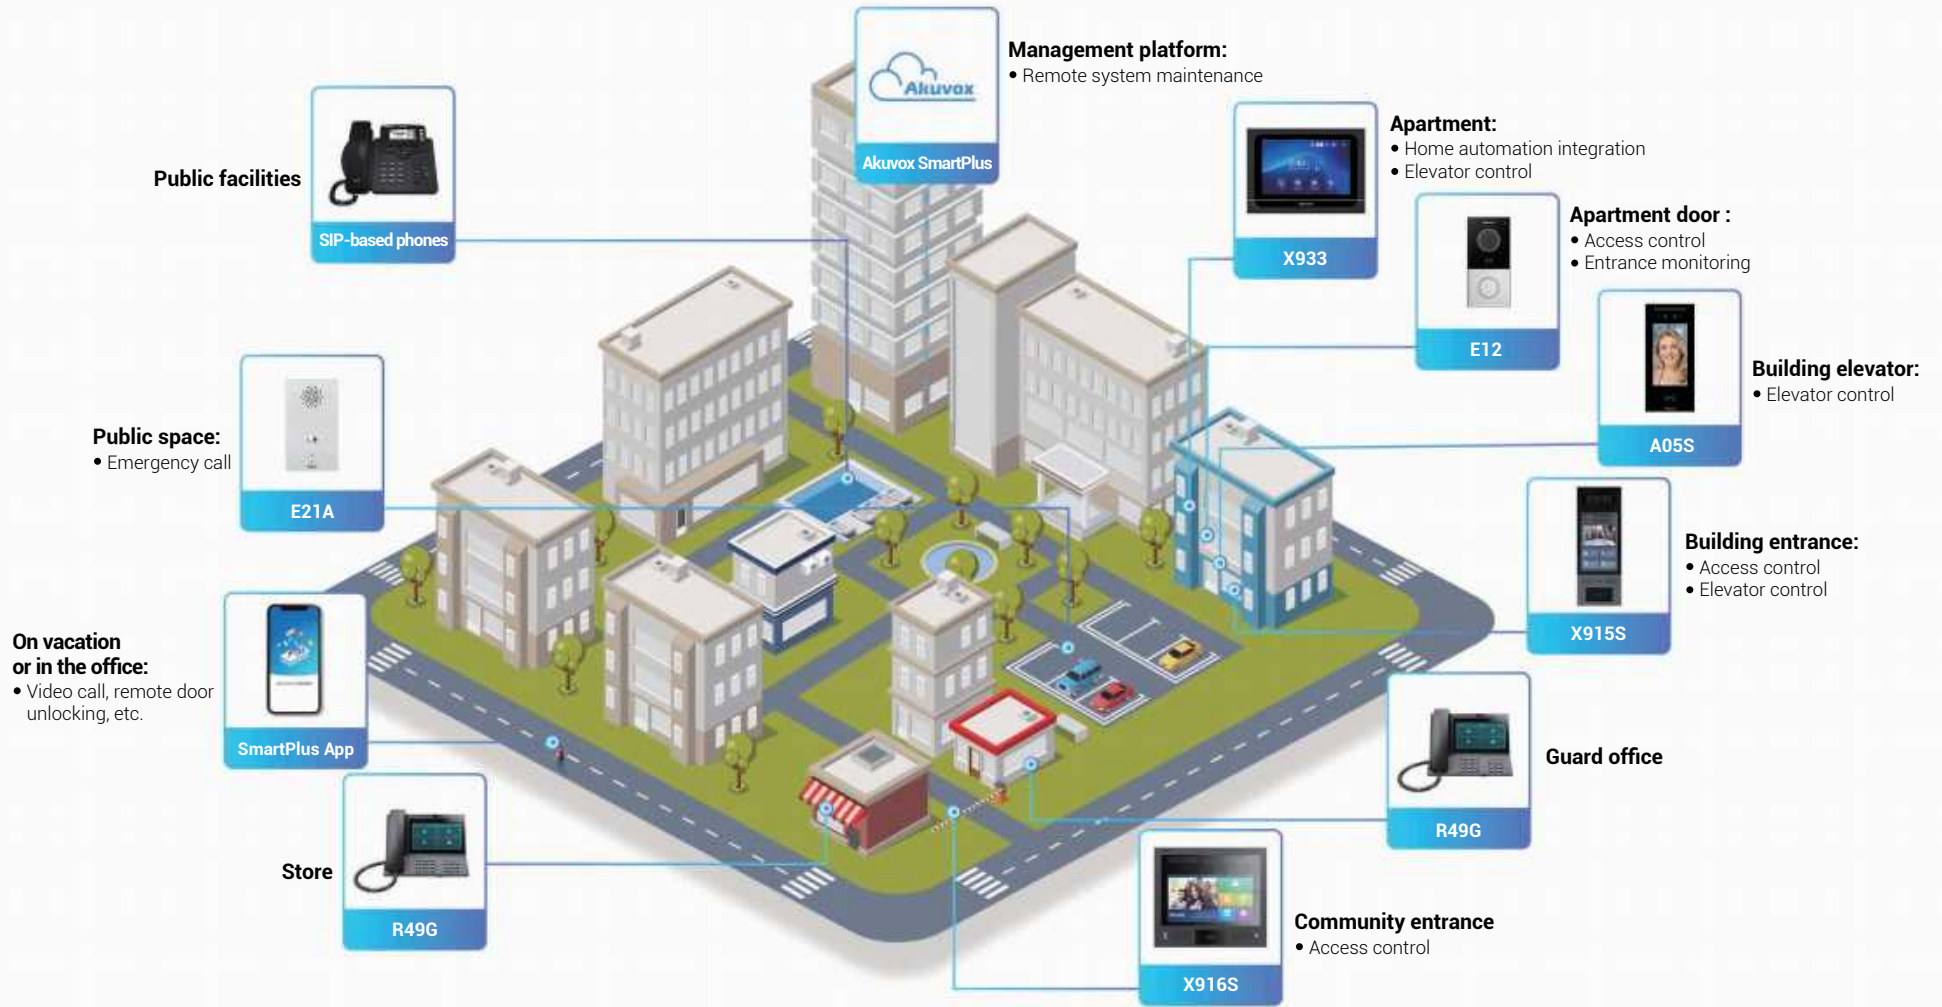 Akuvox
Akuvox SmartPlus
Management platform:
• Remote system maintenance
Public facilities
SIP-based phones
X933
Apartment:
• Home automation integration
• Elevator control
E12
Apartment door :
• Access control
• Entrance monitoring
A05S
Building elevator:
• Elevator control
Public space:
• Emergency call
E21A
X915S
Building entrance:
• Access control
• Elevator control
On vacation
or in the office:
• Video call, remote door
unlocking, etc.
SmartPlus App
R49G
Guard office
Store
R49G
X916S
Community entrance
• Access control